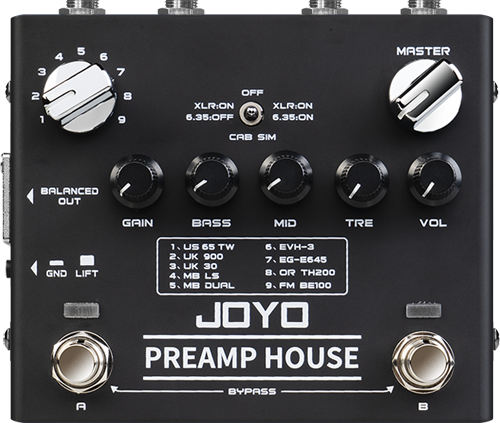 MASTER
4 5 6
3 7
2 8
1 9
OFF
XLR:ON XLR:ON
6.35:OFF 6.35:ON
CAB SIM
BALANCED
OUT
GAIN BASS MID TRE VOL
1、US 65 TW 6、EVH-3
2、UK 900 7、EG-E645
3、UK 30 8、OR TH200
4、MB LS 9、FM BE100
5、MB DUAL
GND LIFT
JOYO
PREAMP HOUSE
BYPASS
A B